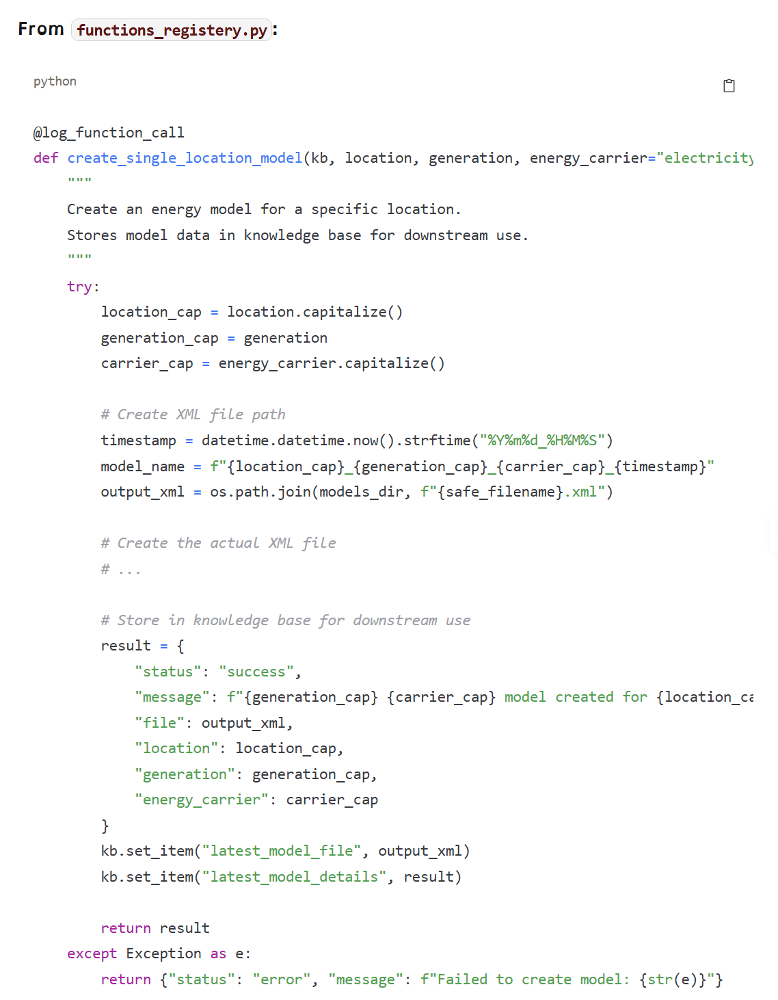 From functions_registery.py:
python
@log_function_call
def create_single_location_model(kb, location, generation, energy_carrier="electricity
    """
    Create an energy model for a specific location.
    Stores model data in knowledge base for downstream use.
    """
    try:
        location_cap = location.capitalize()
        generation_cap = generation
        carrier_cap = energy_carrier.capitalize()
        # Create XML file path
        timestamp = datetime.datetime.now().strftime("%Y%m%d_%H%M%S")
        model_name = f"{location_cap}_{generation_cap}_{carrier_cap}_{timestamp}"
        output_xml = os.path.join(models_dir, f"{safe_filename}.xml")
        # Create the actual XML file
        # ...
        # Store in knowledge base for downstream use
        result = {
            "status": "success",
            "message": f"{generation_cap} {carrier_cap} model created for {location_ca
            "file": output_xml,
            "location": location_cap,
            "generation": generation_cap,
            "energy_carrier": carrier_cap
        }
        kb.set_item("latest_model_file", output_xml)
        kb.set_item("latest_model_details", result)
        return result
    except Exception as e:
        return {"status": "error", "message": f"Failed to create model: {str(e)}"}